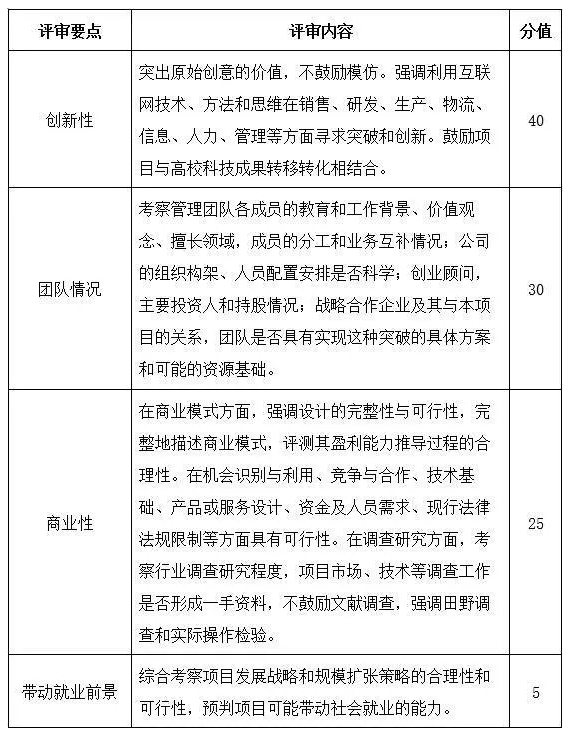 评审要点 评审内容 分值
创新性
突出原始创意的价值，不鼓励模仿。强调利用互联
网技术、方法和思维在销售、研发、生产、物流、
信息、人力、管理等方面寻求突破和创新。鼓励项
目与高校科技成果转移转化相结合。
40
团队情况
考察管理团队各成员的教育和工作背景、价值观
念、擅长领域，成员的分工和业务互补情况；公司
的组织构架、人员配置安排是否科学；创业顾问，
主要投资人和持股情况；战略合作企业及其与本项
目的关系，团队是否具有实现这种突破的具体方案
和可能的资源基础。
30
商业性
在商业模式方面，强调设计的完整性与可行性，完
整地描述商业模式，评测其盈利能力推导过程的合
理性。在机会识别与利用、竞争与合作、技术基
础、产品或服务设计、资金及人员需求、现行法律
法规限制等方面具有可行性。在调查研究方面，考
察行业调查研究程度，项目市场、技术等调查工作
是否形成一手资料，不鼓励文献调查，强调田野调
查和实际操作检验。
25
带动就业前景
综合考察项目发展战略和规模扩张策略的合理性和
可行性，预判项目可能带动社会就业的能力。
5